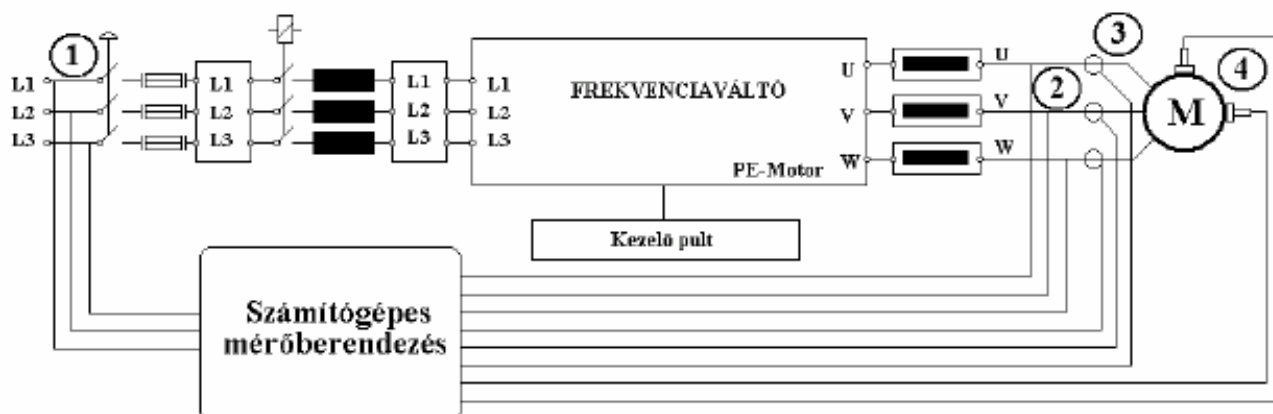 1
L1
L2
L3
L1
L2
L3
L1
L2
L3
L1
L2
L3
FREKVENCIAVÁLTÓ
PE-Motor
U
V
W
U
V
W
2
3
4
M
Kezelő pult
Számítógépes
mérőberendezés